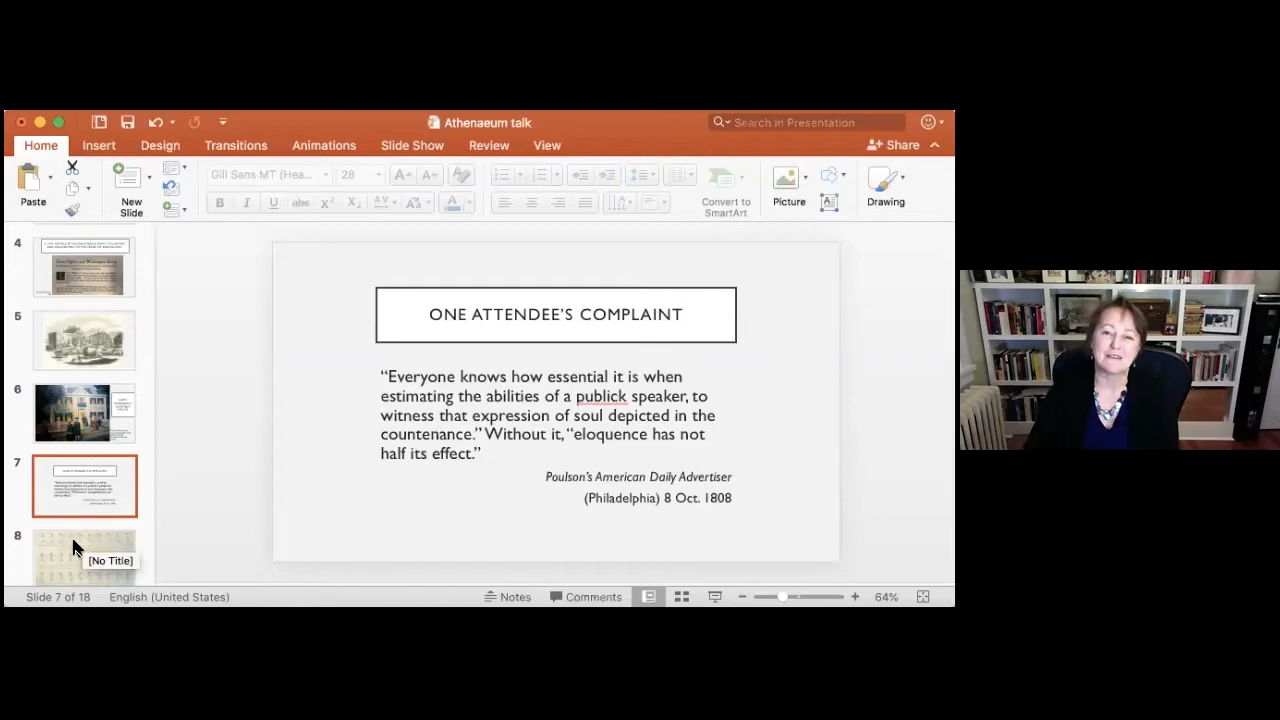 Athenaeum talk
Search in Presentation
Home Insert Design Transitions Animations Slide Show Review View Share
Gill Sans MT (Hea... 28
Paste
New
Slide
Convert to
SmartArt
Picture
Drawing
4
5
6
7
8
[No Title]
ONE ATTENDEE'S COMPLAINT
“Everyone knows how essential it is when
estimating the abilities of a publick speaker, to
witness that expression of soul depicted in the
countenance.” Without it, “eloquence has not
half its effect.”
Poulson's American Daily Advertiser
(Philadelphia) 8 Oct. 1808
Slide 7 of 18 English (United States) Notes Comments 64%